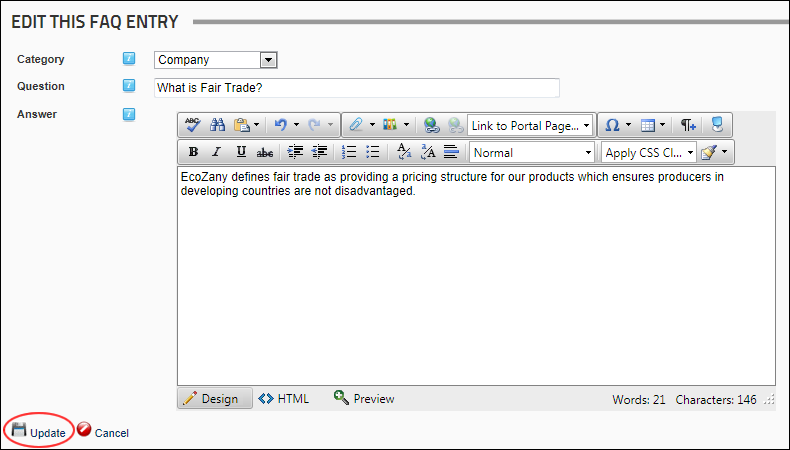 EDIT THIS FAQ ENTRY
Category i Company
Question i What is Fair Trade?
Answer i
ABC Link to Portal Page... Ω ¶+
B I U abc A/ Normal Apply CSS Cl...
EcoZany defines fair trade as providing a pricing structure for our products which ensures producers in
developing countries are not disadvantaged.
Design HTML Preview Words: 21 Characters: 146
Update Cancel